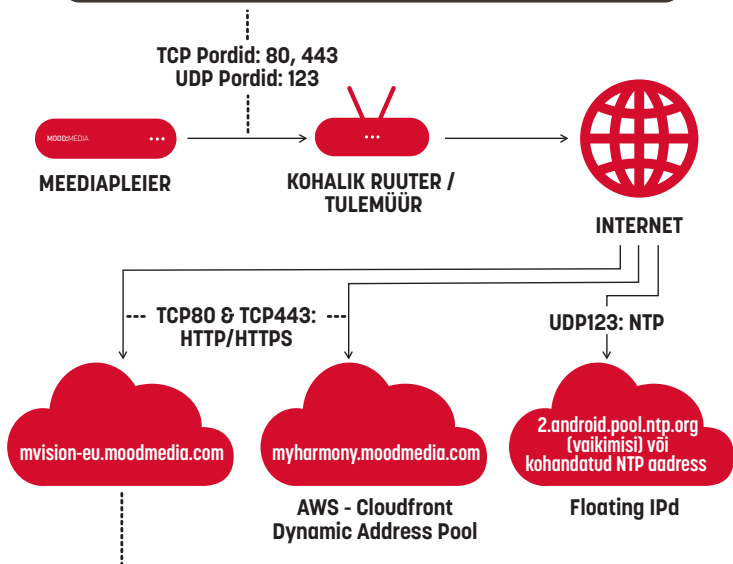 TCP Pordid: 80, 443
UDP Pordid: 123
MOOD:MEDIA
MEEDIAPLEIER
KOHALIK RUUTER /
TULEMÜÜR
INTERNET
TCP80 & TCP443:
HTTP/HTTPS
UDP123: NTP
mvision-eu.moodmedia.com
myharmony.moodmedia.com
2.android.pool.ntp.org
(vaikimisi) või
kohandatud NTP aadress
AWS - Cloudfront
Dynamic Address Pool
Floating IPd